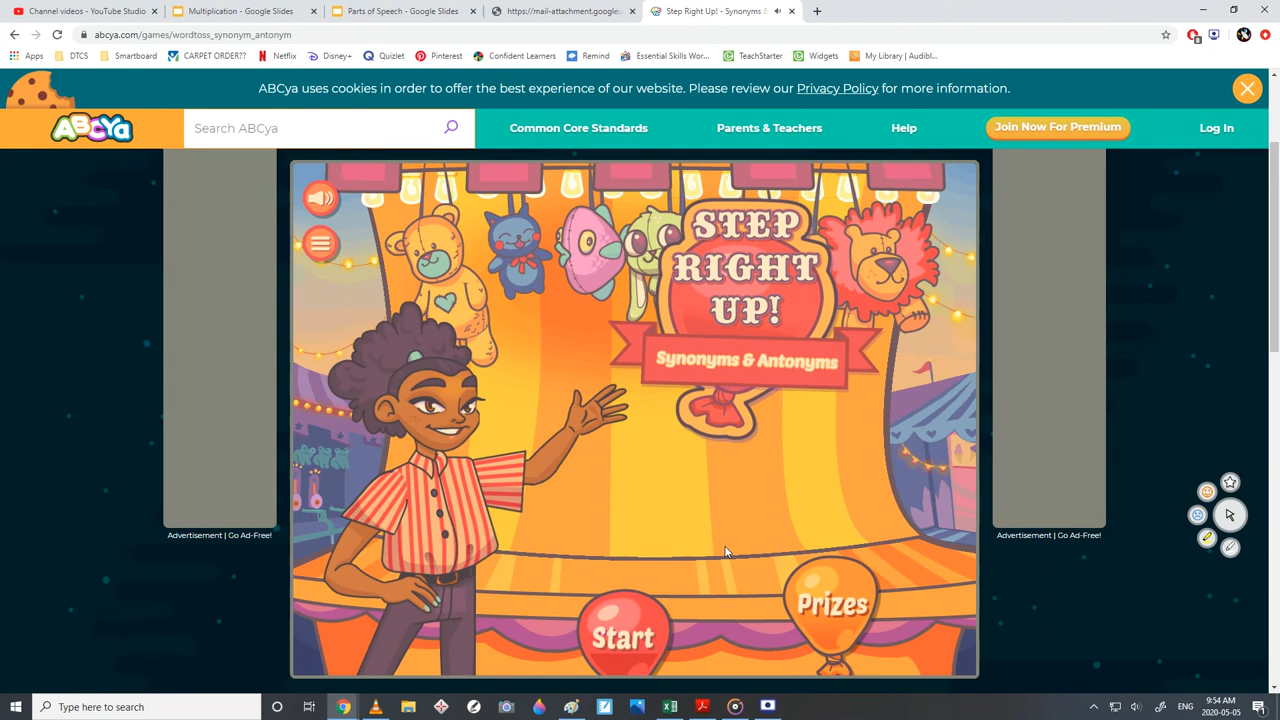 Channel videos - YouTube Studio
Multiplication - Google Slides
Parts of Speech - Google Slides
https://mail-attachment.google
Step Right Up! - Synonyms &
abcya.com/games/wordtoss_synonym_antonym
Apps
DTCS
Smartboard
CARPET ORDER??
Netflix
Disney+
Quizlet
Pinterest
Confident Learners
Remind
Essential Skills Wor...
TeachStarter
Widgets
My Library | Audibl...
ABCya uses cookies in order to offer the best experience of our website. Please review our Privacy Policy for more information.
ABCYa
Search ABCya
Common Core Standards
Parents & Teachers
Help
Join Now For Premium
Log In
STEP
RIGHT
UP!
Synonyms & Antonyms
Start
Prizes
Advertisement | Go Ad-Free!
Advertisement | Go Ad-Free!
Type here to search
ENG
9:54 AM
2020-05-05